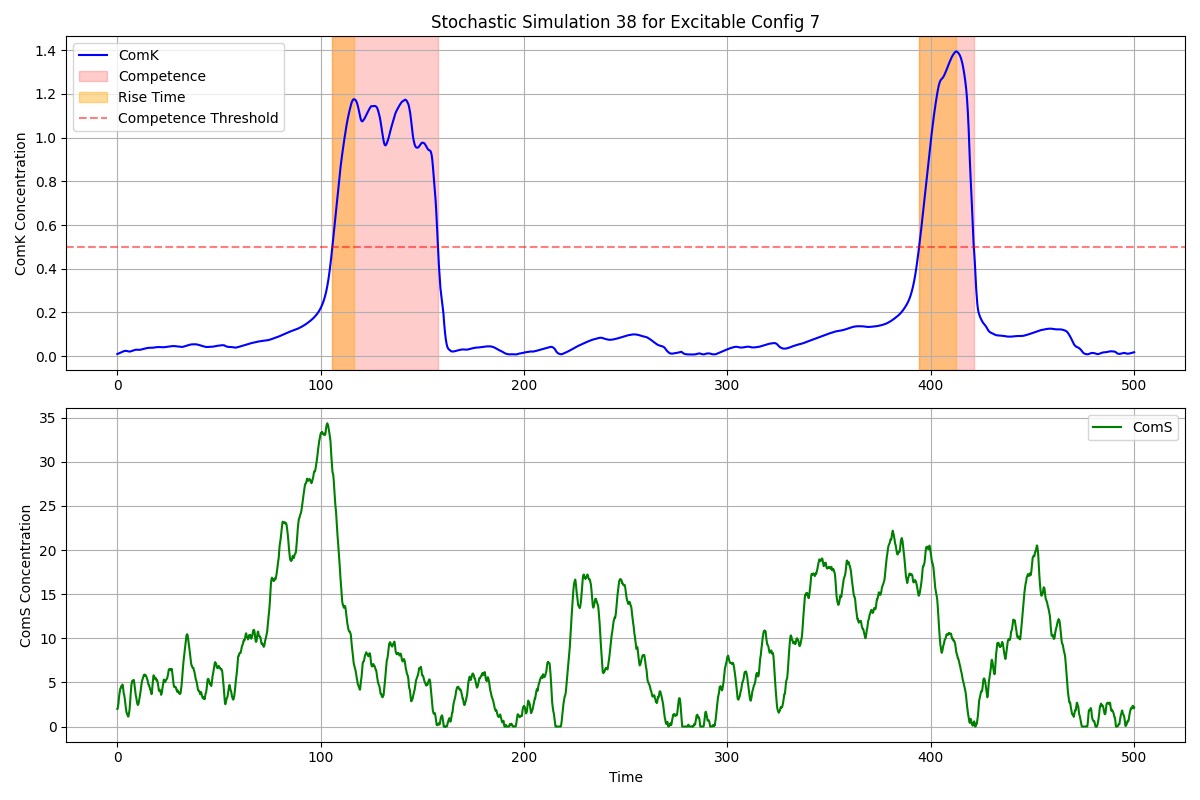 Stochastic Simulation 38 for Excitable Config 7
ComK Concentration
1.4
1.2
1.0
0.8
0.6
0.4
0.2
0.0
ComK
Competence
Rise Time
Competence Threshold
0 100 200 300 400 500
ComS Concentration
35
30
25
20
15
10
5
0
ComS
0 100 200 300 400 500
Time